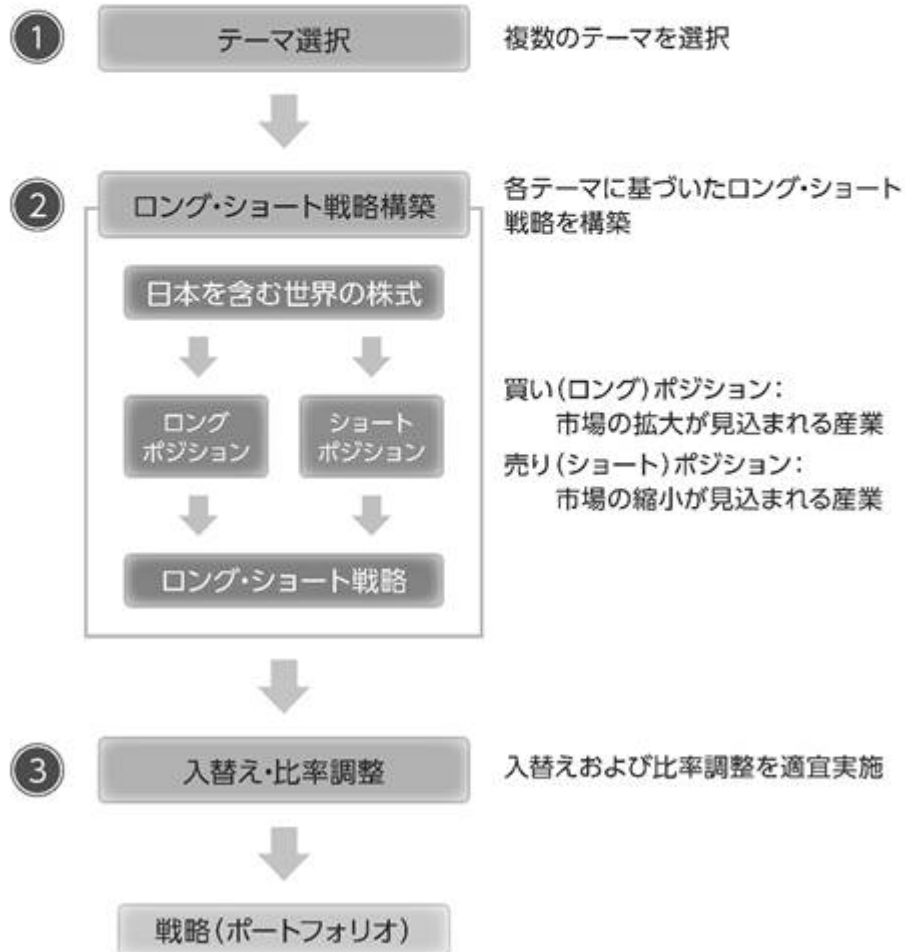 1
テーマ選択
複数のテーマを選択
2
ロング・ショート戦略構築
各テーマに基づいたロング・ショート
戦略を構築
日本を含む世界の株式
ロング
ポジション
ショート
ポジション
買い(ロング)ポジション:
市場の拡大が見込まれる産業
売り(ショート)ポジション:
市場の縮小が見込まれる産業
ロング・ショート戦略
3
入替え・比率調整
入替えおよび比率調整を適宜実施
戦略(ポートフォリオ)